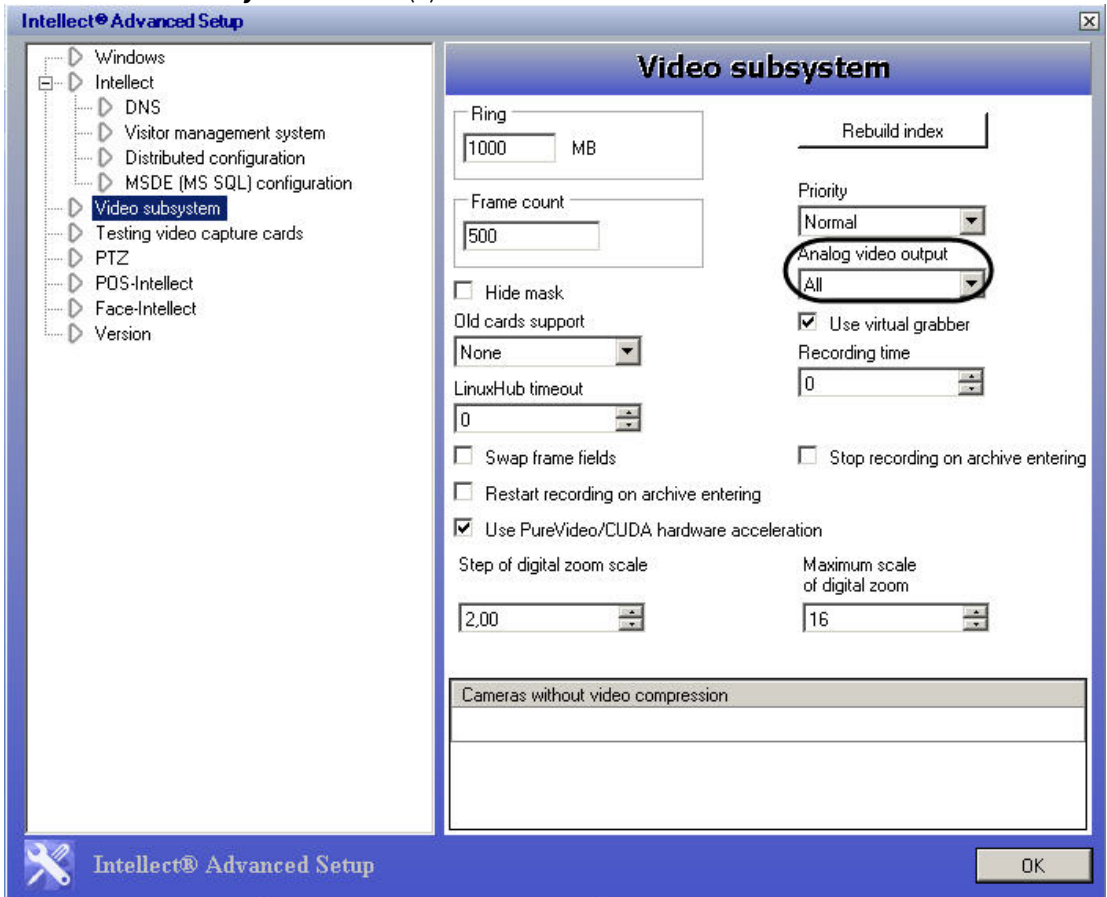 Intellect® Advanced Setup
Windows
Intellect
DNS
Visitor management system
Distributed configuration
MSDE (MS SQL) configuration
Video subsystem
Testing video capture cards
PTZ
POS-Intellect
Face-Intellect
Version
Video subsystem
Ring
1000 MB
Rebuild index
Frame count
500
Priority
Normal
Analog video output
All
Hide mask
Old cards support
None
Use virtual grabber
Recording time
0
LinuxHub timeout
0
Swap frame fields
Stop recording on archive entering
Restart recording on archive entering
Use PureVideo/CUDA hardware acceleration
Step of digital zoom scale
2,00
Maximum scale
of digital zoom
16
Cameras without video compression
Intellect® Advanced Setup
OK